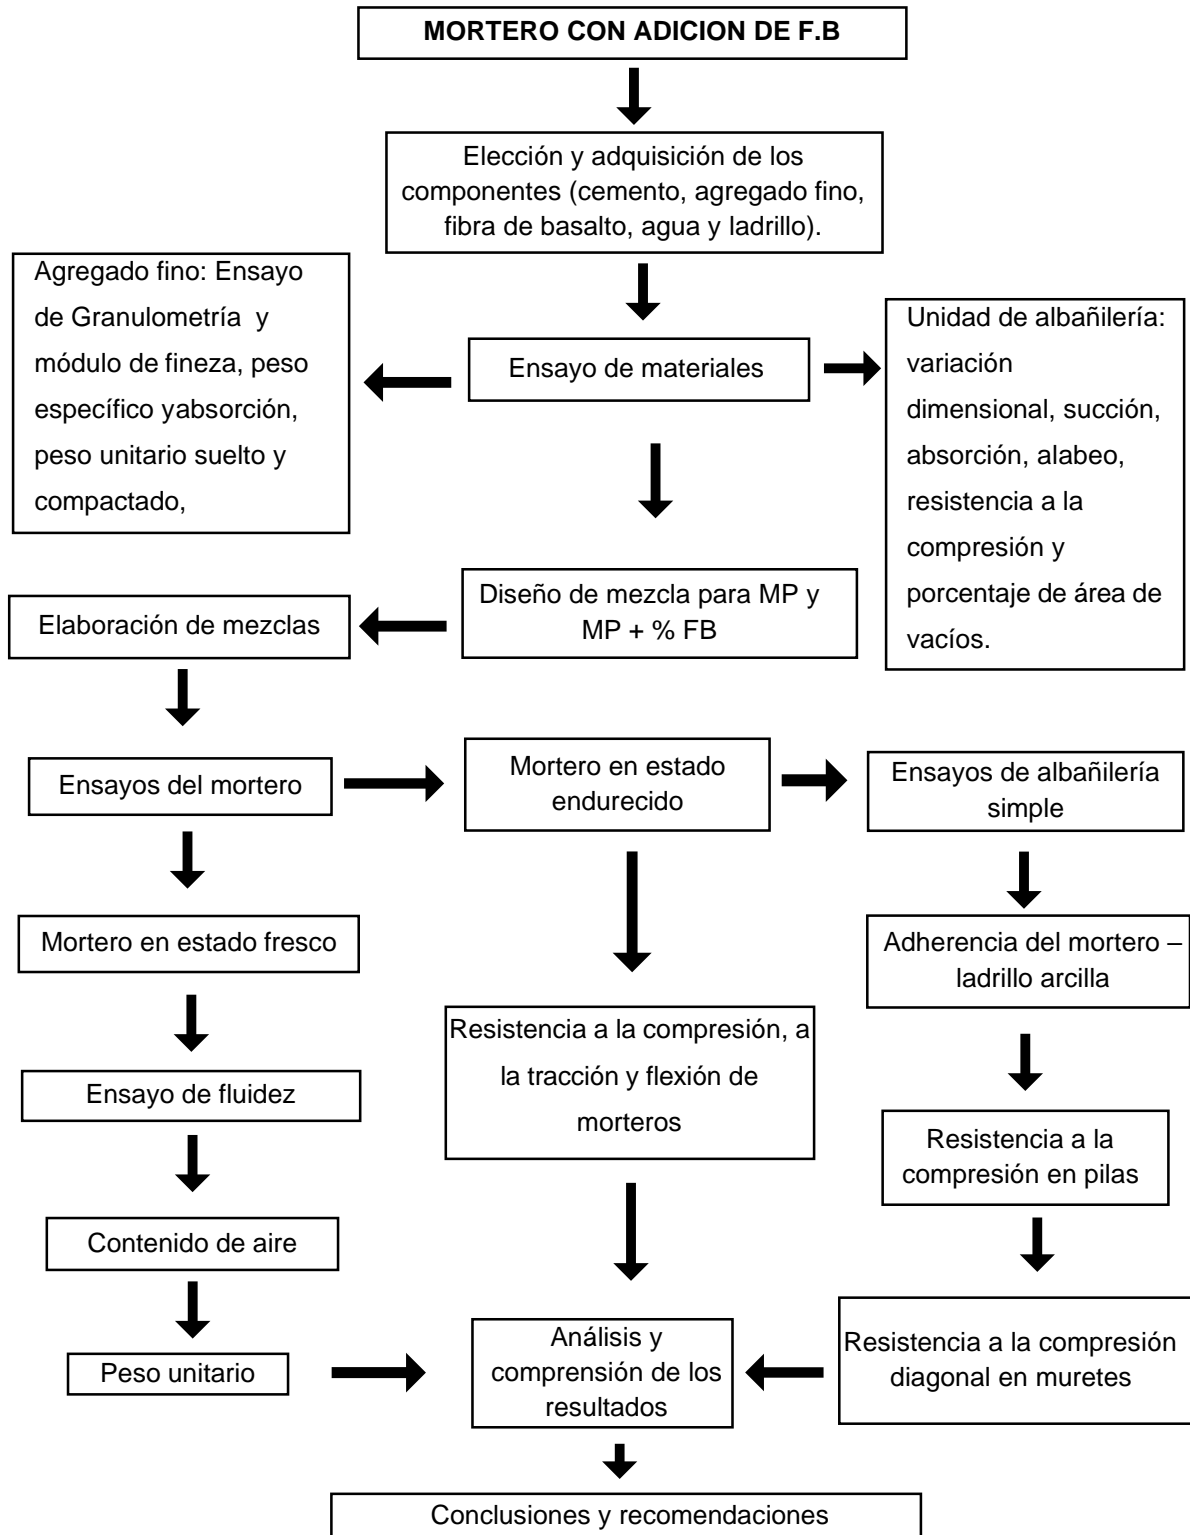 MORTERO CON ADICION DE F.B
Elección y adquisición de los
componentes (cemento, agregado fino,
fibra de basalto, agua y ladrillo).
Agregado fino: Ensayo
de Granulometría y
módulo de fineza, peso
específico yabsorción,
peso unitario suelto y
compactado,
Ensayo de materiales
Unidad de albañilería:
variación
dimensional, succión,
absorción, alabeo,
resistencia a la
compresión y
porcentaje de área de
vacíos.
Diseño de mezcla para MP y
MP + % FB
Elaboración de mezclas
Ensayos del mortero
Mortero en estado
endurecido
Ensayos de albañilería
simple
Mortero en estado fresco
Adherencia del mortero –
ladrillo arcilla
Ensayo de fluidez
Resistencia a la compresión, a
la tracción y flexión de
morteros
Resistencia a la
compresión en pilas
Contenido de aire
Peso unitario
Análisis y
comprensión de los
resultados
Resistencia a la compresión
diagonal en muretes
Conclusiones y recomendaciones